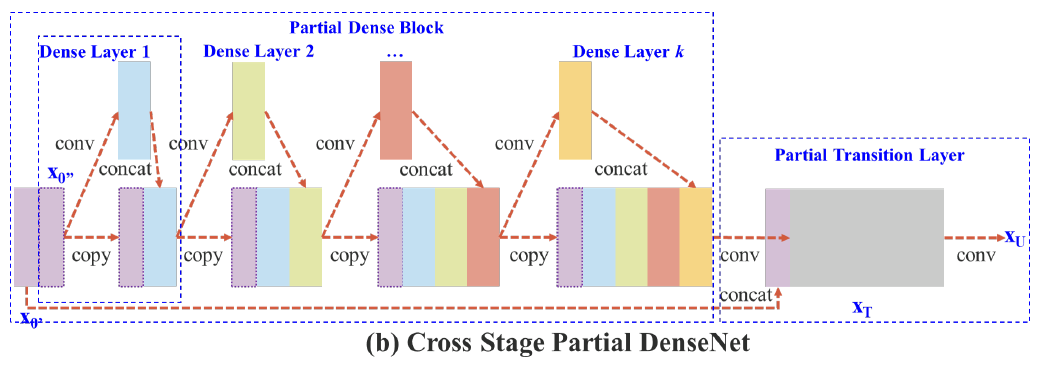 Partial Dense Block
Dense Layer 1
Dense Layer 2
...
Dense Layer k
conv
conv
conv
conv
concat
concat
concat
concat
Partial Transition Layer
x0''
copy
copy
copy
copy
conv
concat
conv
xU
x0'
xT
(b) Cross Stage Partial DenseNet